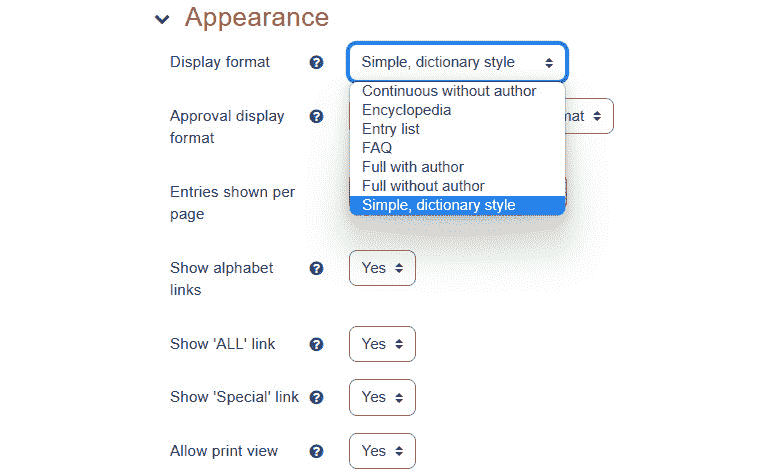 Appearance
Display format
Simple, dictionary style
Continuous without author
Encyclopedia
Entry list
FAQ
Full with author
Full without author
Simple, dictionary style
Approval display
format
Entries shown per
page
Show alphabet
links
Yes
Show 'ALL' link
Yes
Show 'Special' link
Yes
Allow print view
Yes